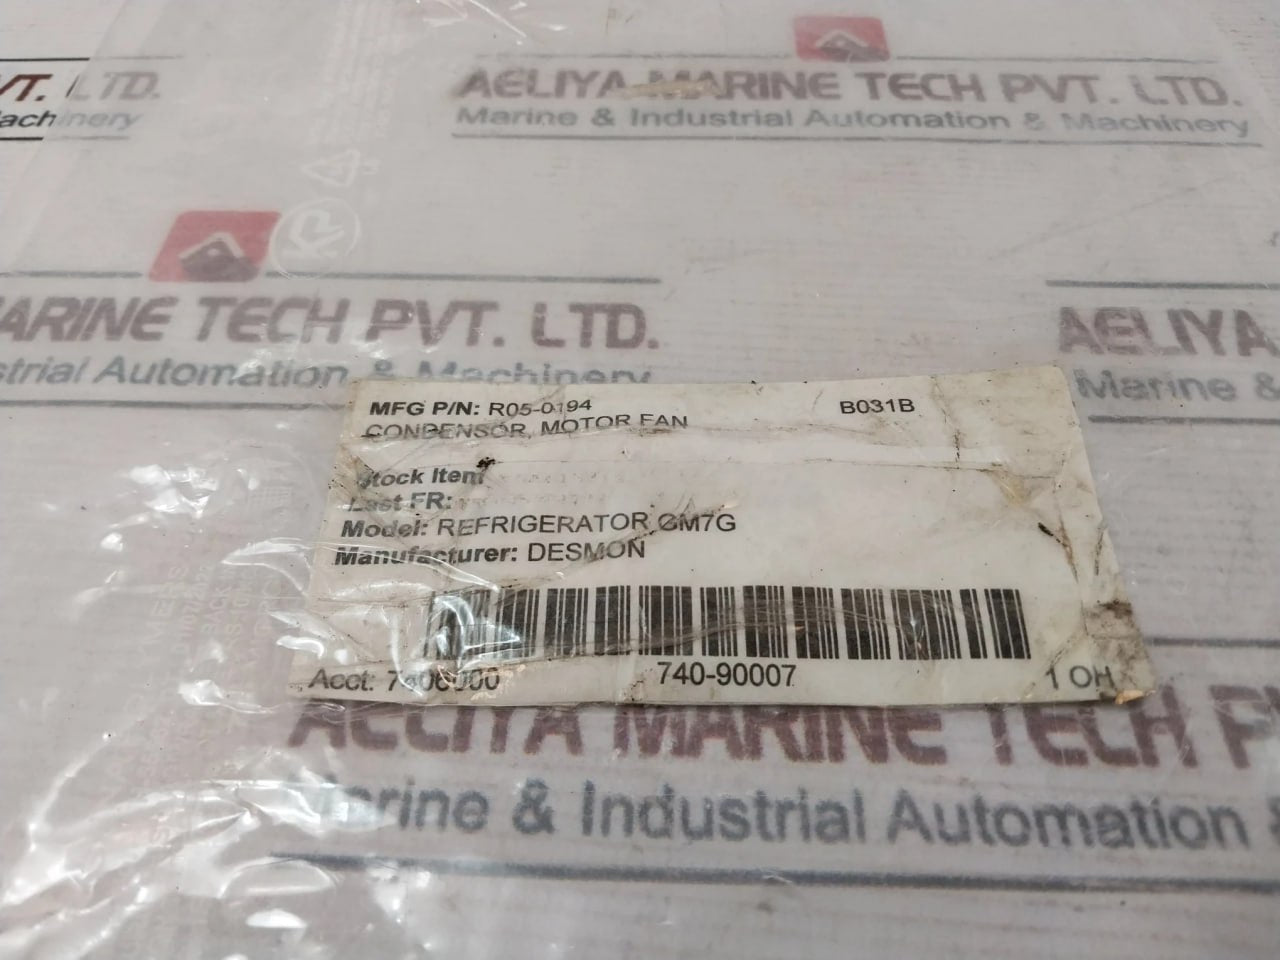 VT. LTD.
achinery
AELIYA MARINE TECH PVT. LTD.
Marine & Industrial Automation & Machinery
ARINE TECH PVT. LTD.
strial Automation & Machinery
AELIYA
Marine &
MFG P/N: R05-0194 B031B
CONDENSOR, MOTOR FAN
Stock Item
Last FR:
Model: REFRIGERATOR GM7G
Manufacturer: DESMON
Acct: 7406000 740-90007 1 OH
AELIYA MARINE TECH P
Marine & Industrial Automation &